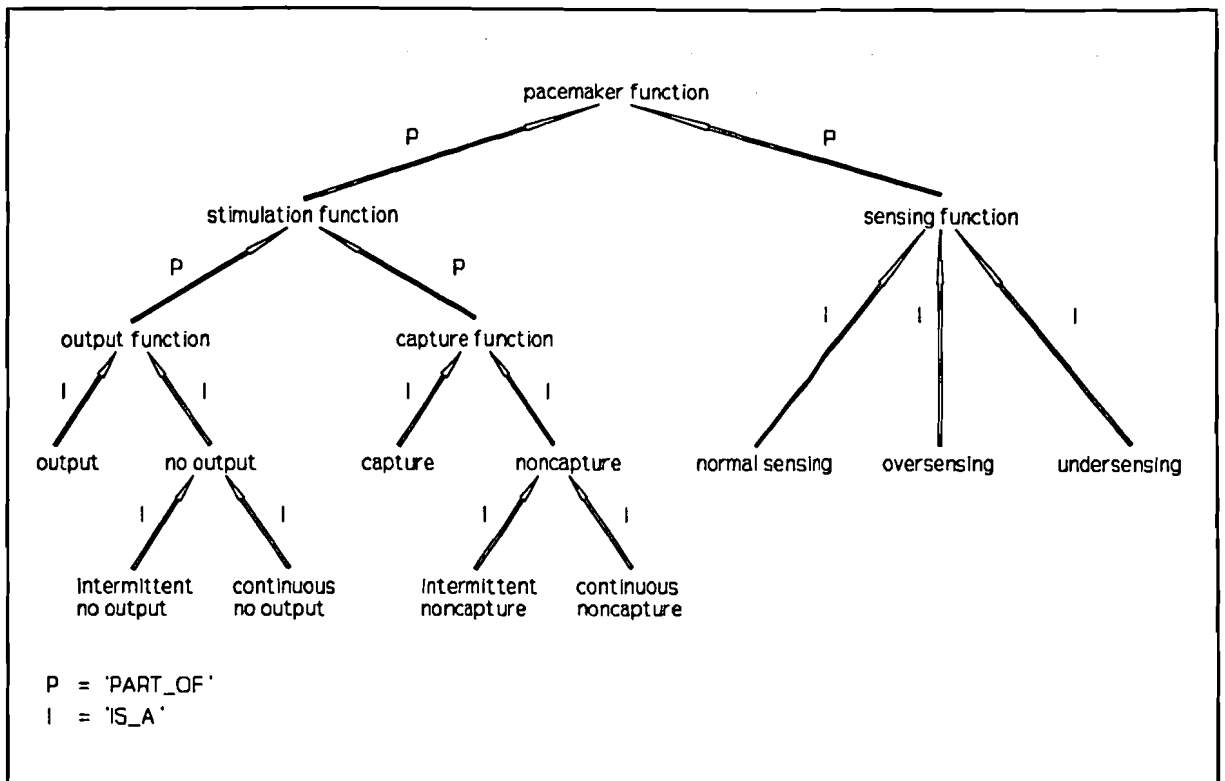 pacemaker function
P
P
stimulation function
sensing function
P
P
I
I
I
output function
capture function
I
I
I
I
output
no output
capture
noncapture
normal sensing
oversensing
undersensing
I
I
I
I
intermittent
no output
continuous
no output
intermittent
noncapture
continuous
noncapture
P = 'PART_OF'
I = 'IS_A'